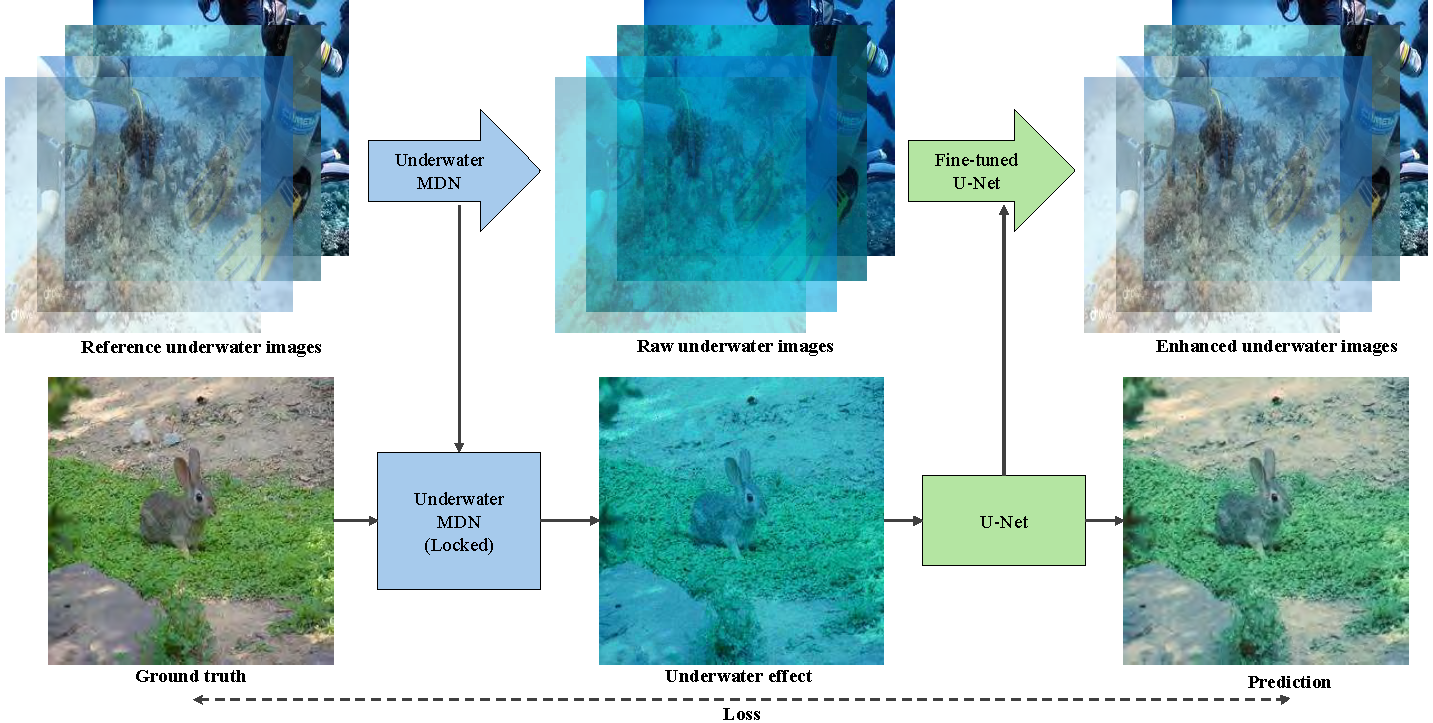 Underwater
MDN
Fine-tuned
U-Net
Reference underwater images
Raw underwater images
Enhanced underwater images
Underwater
MDN
(Locked)
U-Net
Ground truth
Underwater effect
Prediction
Loss